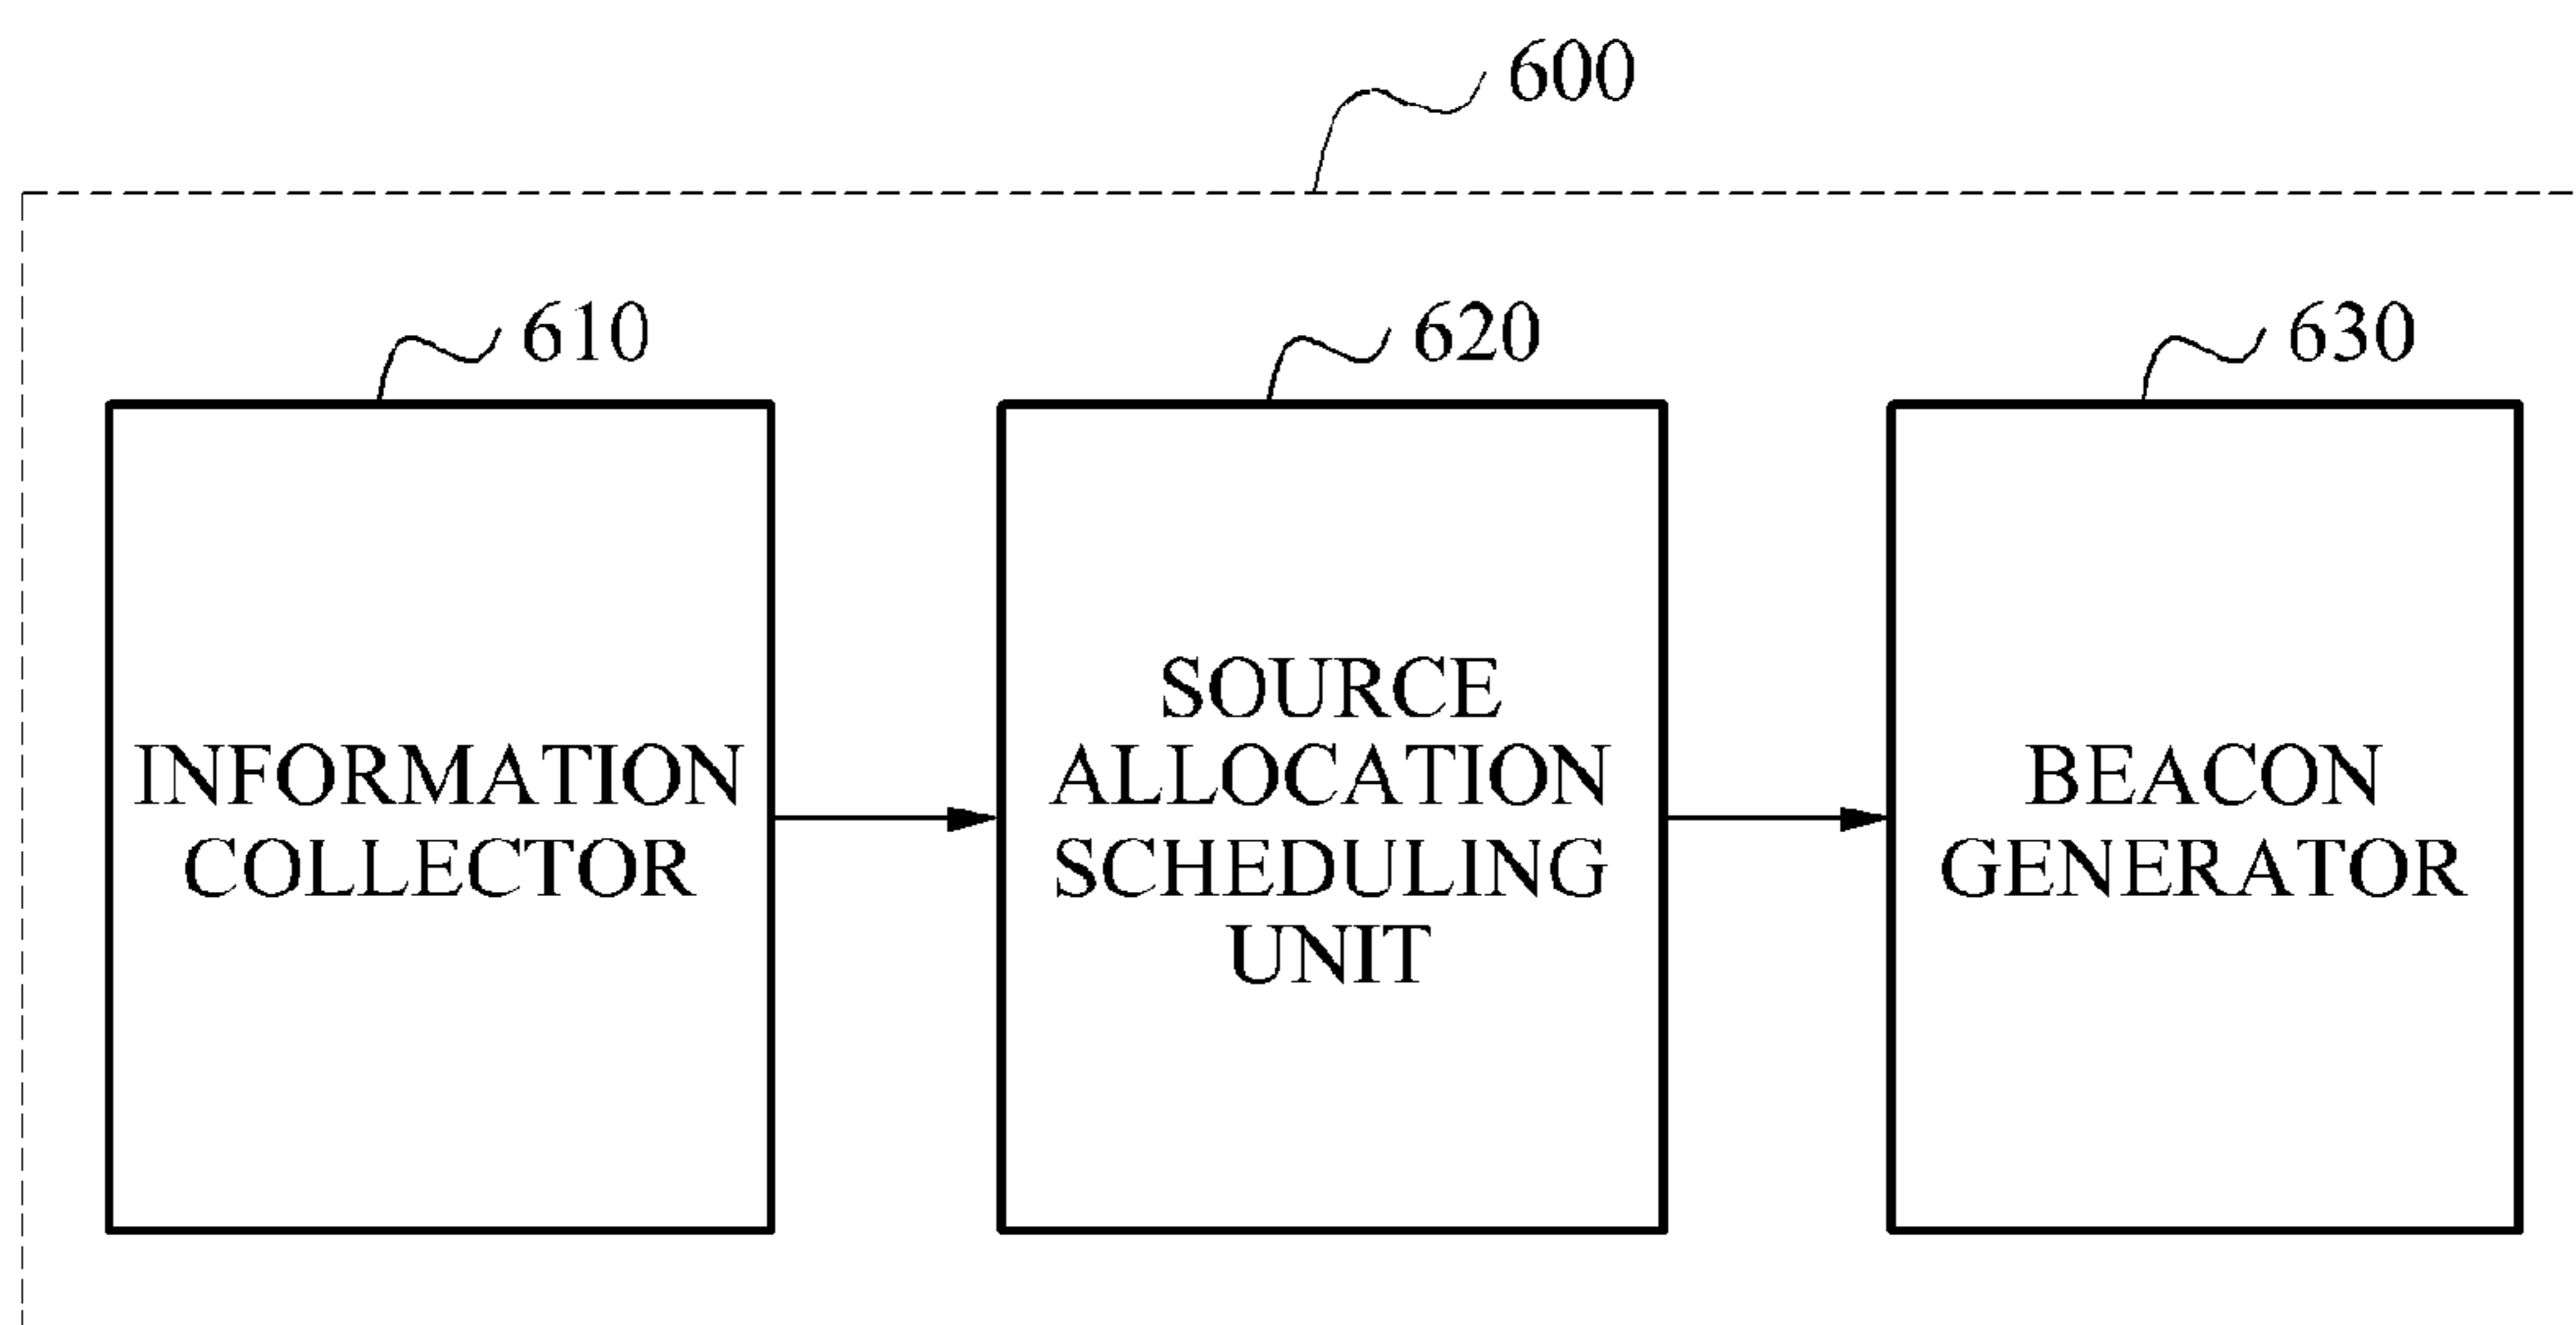 600
610
620
630
INFORMATION
COLLECTOR
SOURCE
ALLOCATION
SCHEDULING
UNIT
BEACON
GENERATOR